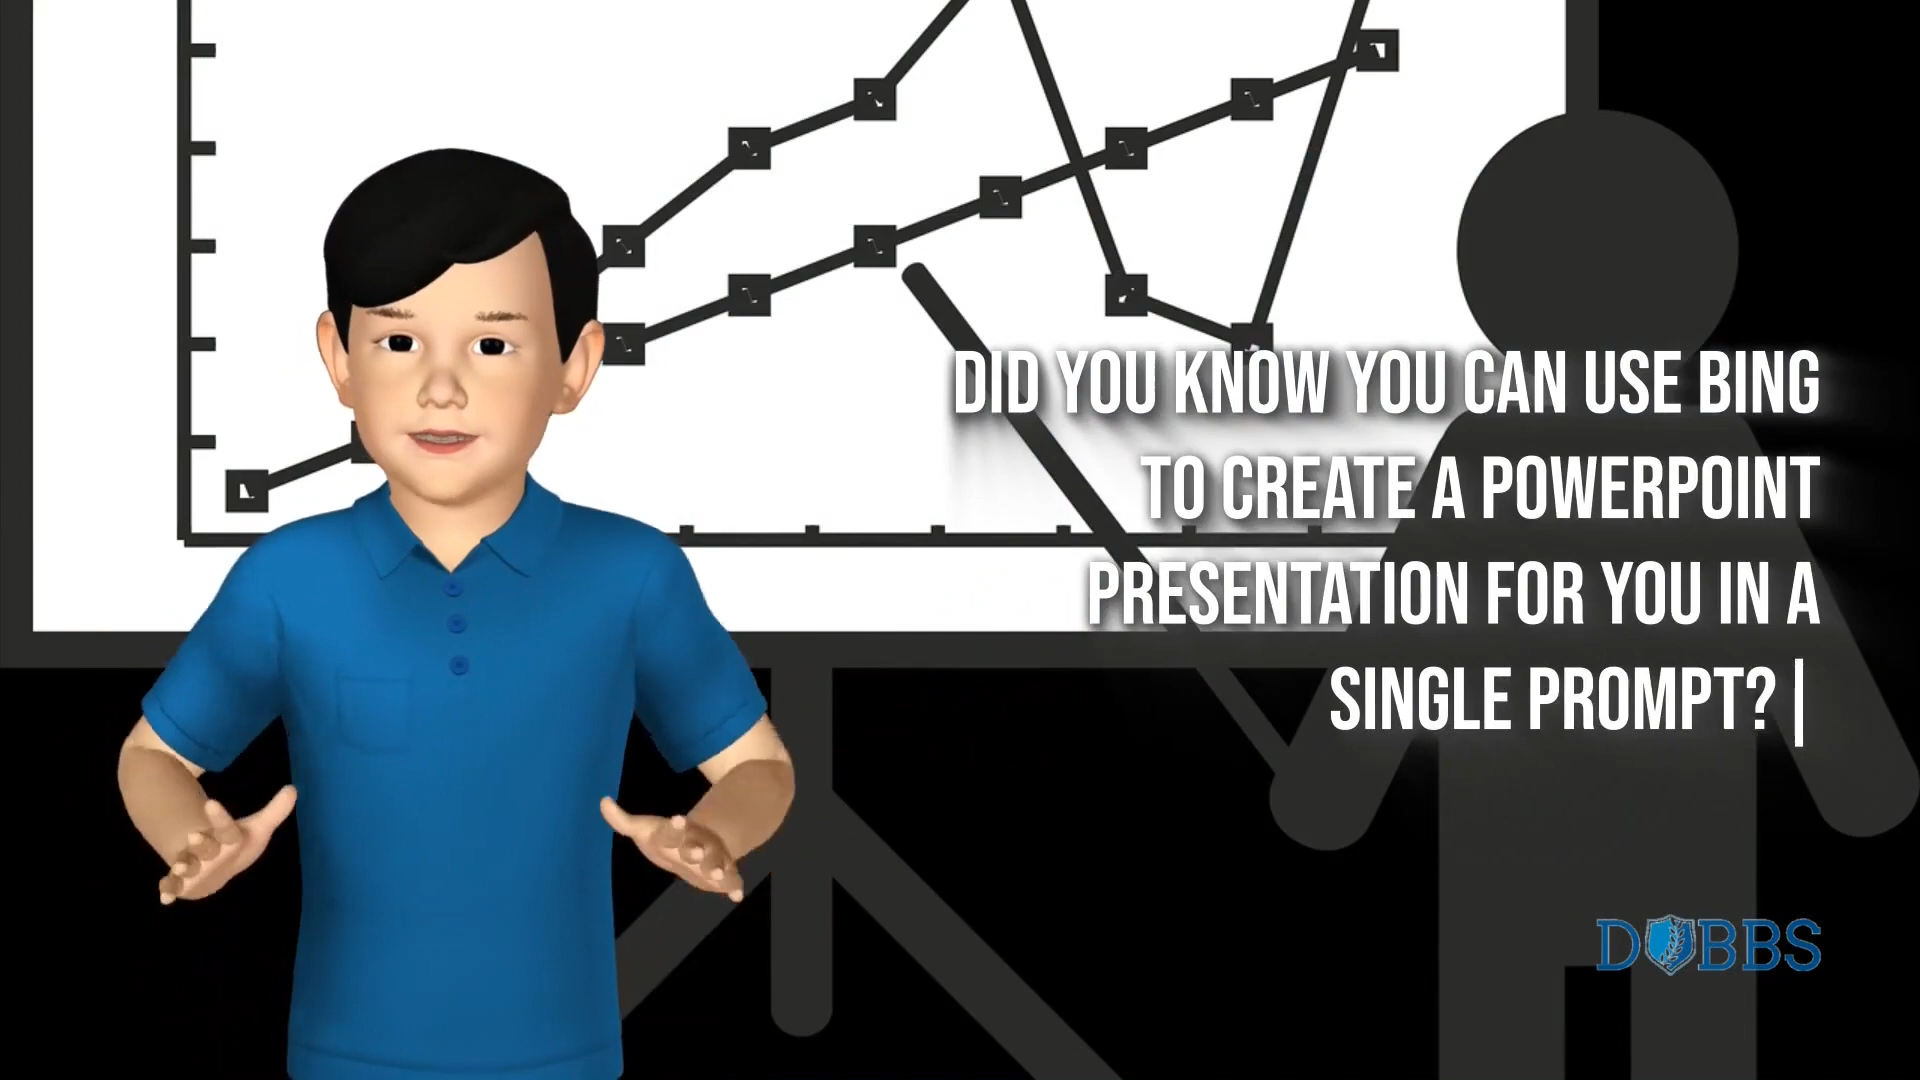 DID YOU KNOW YOU CAN USE BING
TO CREATE A POWERPOINT
PRESENTATION FOR YOU IN A
SINGLE PROMPT?|
DOBBS